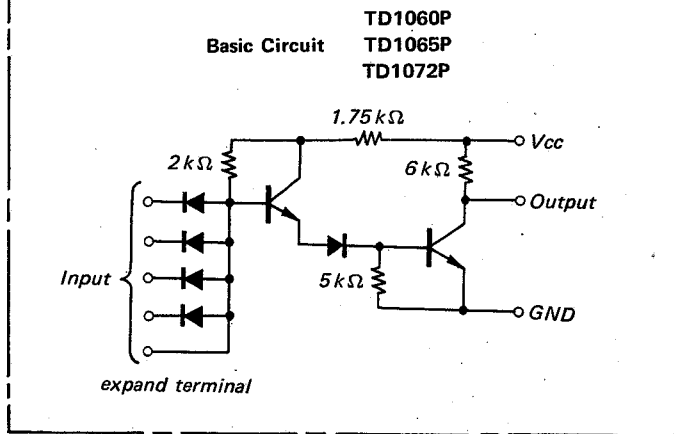 TD1060P
Basic Circuit TD1065P
TD1072P
1.75kΩ
Vcc
2kΩ
6kΩ
Output
Input
5kΩ
GND
expand terminal